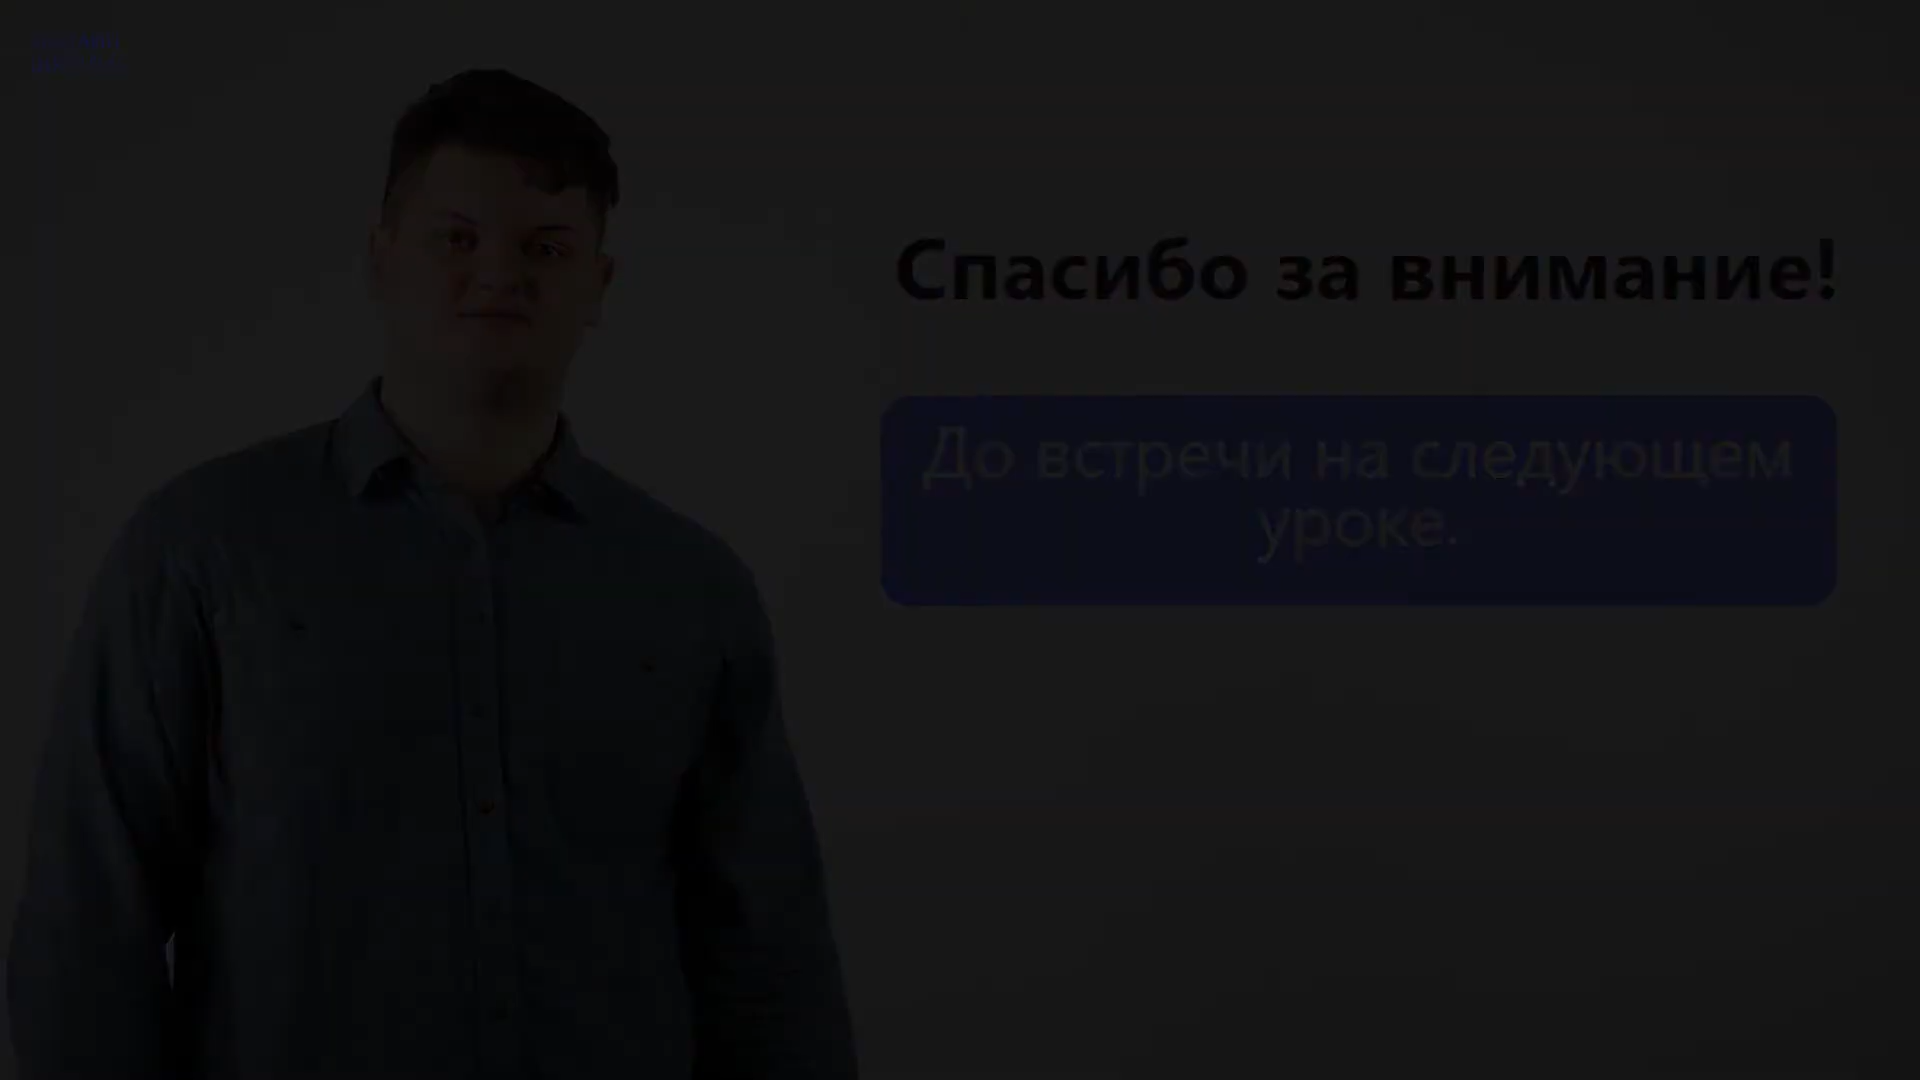 Спасибо за внимание!
До встречи на следующем
уроке.